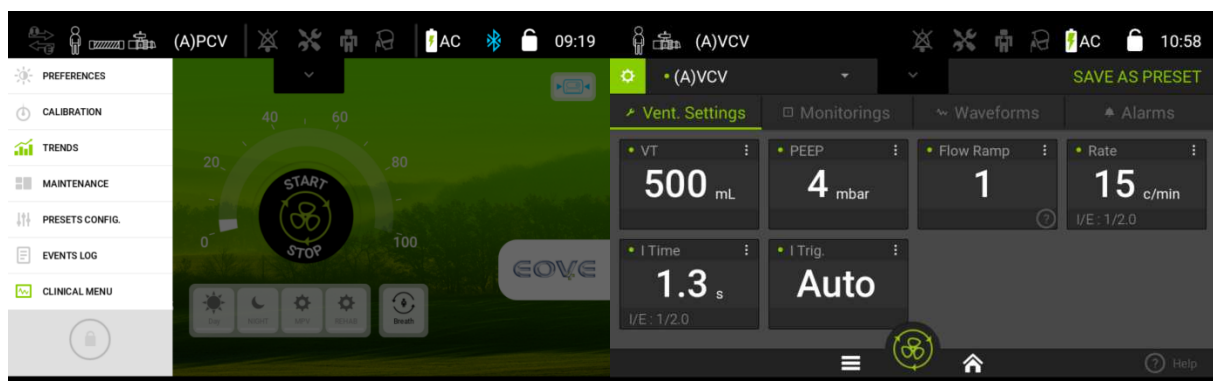 (A)PCV
AC
09:19
PREFERENCES
CALIBRATION
TRENDS
MAINTENANCE
PRESETS CONFIG.
EVENTS LOG
CLINICAL MENU
40
60
20
80
0
100
START
STOP
EOVE
Day
NIGHT
MPV
REHAB
Breath
(A)VCV
AC
10:58
(A)VCV
SAVE AS PRESET
Vent. Settings
Monitorings
Waveforms
Alarms
VT
500 mL
PEEP
4 mbar
Flow Ramp
1
?
Rate
15 c/min
I/E : 1/2.0
I Time
1.3 s
I/E : 1/2.0
I Trig.
Auto
? Help